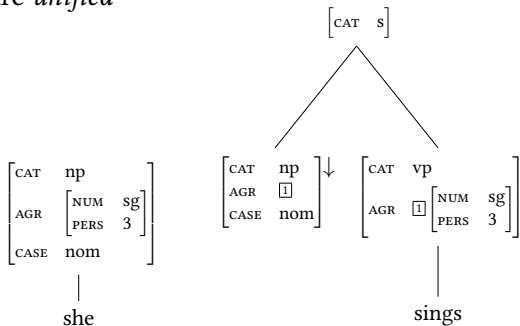 unified
[CAT s]
[CAT np
AGR [NUM sg
PERS 3]
CASE nom]
she
[CAT np
AGR 1
CASE nom]↓
[CAT vp
AGR 1 [NUM sg
PERS 3]]
sings